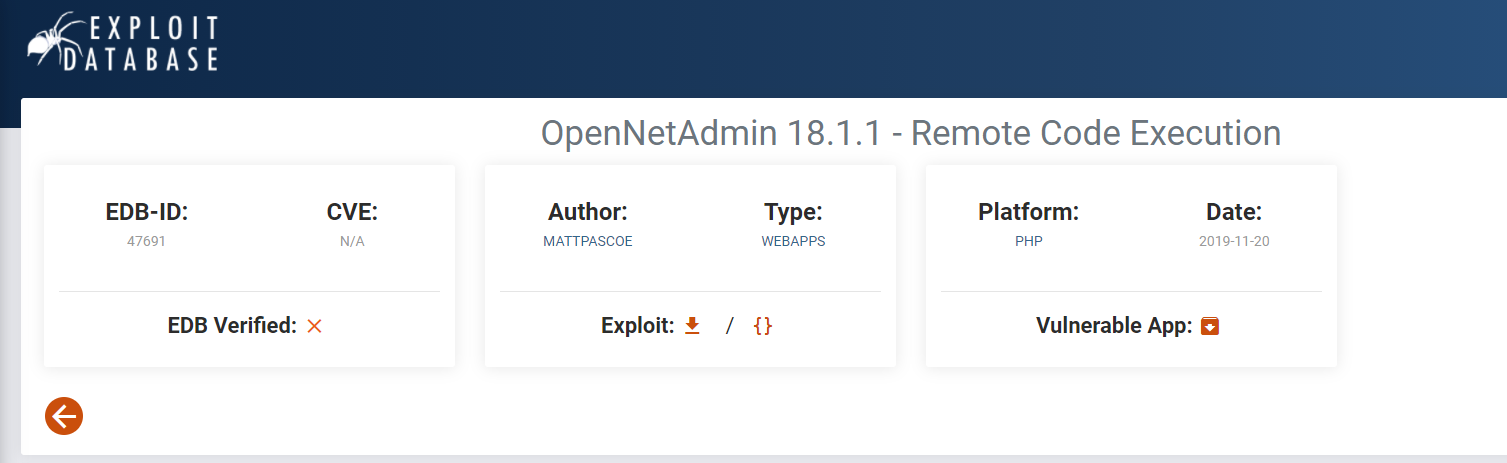 EXPLOIT
DATABASE
OpenNetAdmin 18.1.1 - Remote Code Execution
EDB-ID:
47691
CVE:
N/A
Author:
MATTPASCOE
Type:
WEBAPPS
Platform:
PHP
Date:
2019-11-20
EDB Verified:
Exploit: / {}
Vulnerable App: